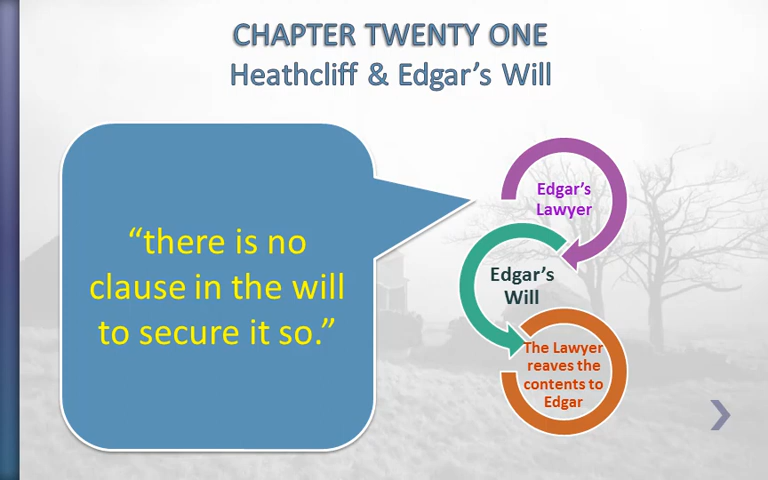 CHAPTER TWENTY ONE
Heathcliff & Edgar’s Will
“there is no
clause in the will
to secure it so.”
Edgar’s
Lawyer
Edgar’s
Will
The Lawyer
reaves the
contents to
Edgar